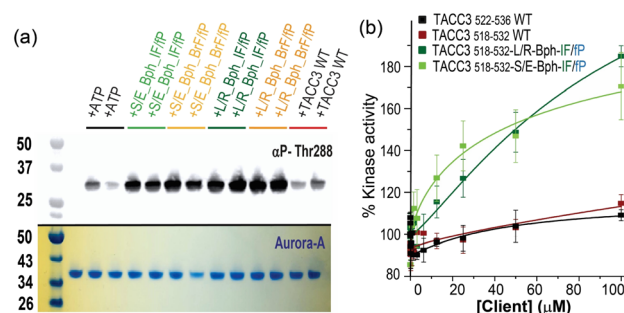 (a)
+ATP
+ATP
+S/E_Bph_IF/fP
+S/E_Bph_IF/fP
+S/E_Bph_BrF/fP
+S/E_Bph_BrF/fP
+L/R_Bph_IF/fP
+L/R_Bph_IF/fP
+L/R_Bph_BrF/fP
+L/R_Bph_BrF/fP
+TACC3 WT
+TACC3 WT
50
37
25
αP- Thr288
50
43
34
26
Aurora-A
(b)
TACC3 522-536 WT
TACC3 518-532 WT
TACC3 518-532-L/R-Bph-IF/fP
TACC3 518-532-S/E-Bph-IF/fP
% Kinase activity
200
180
160
140
120
100
80
0 20 40 60 80 100
[Client] (μM)